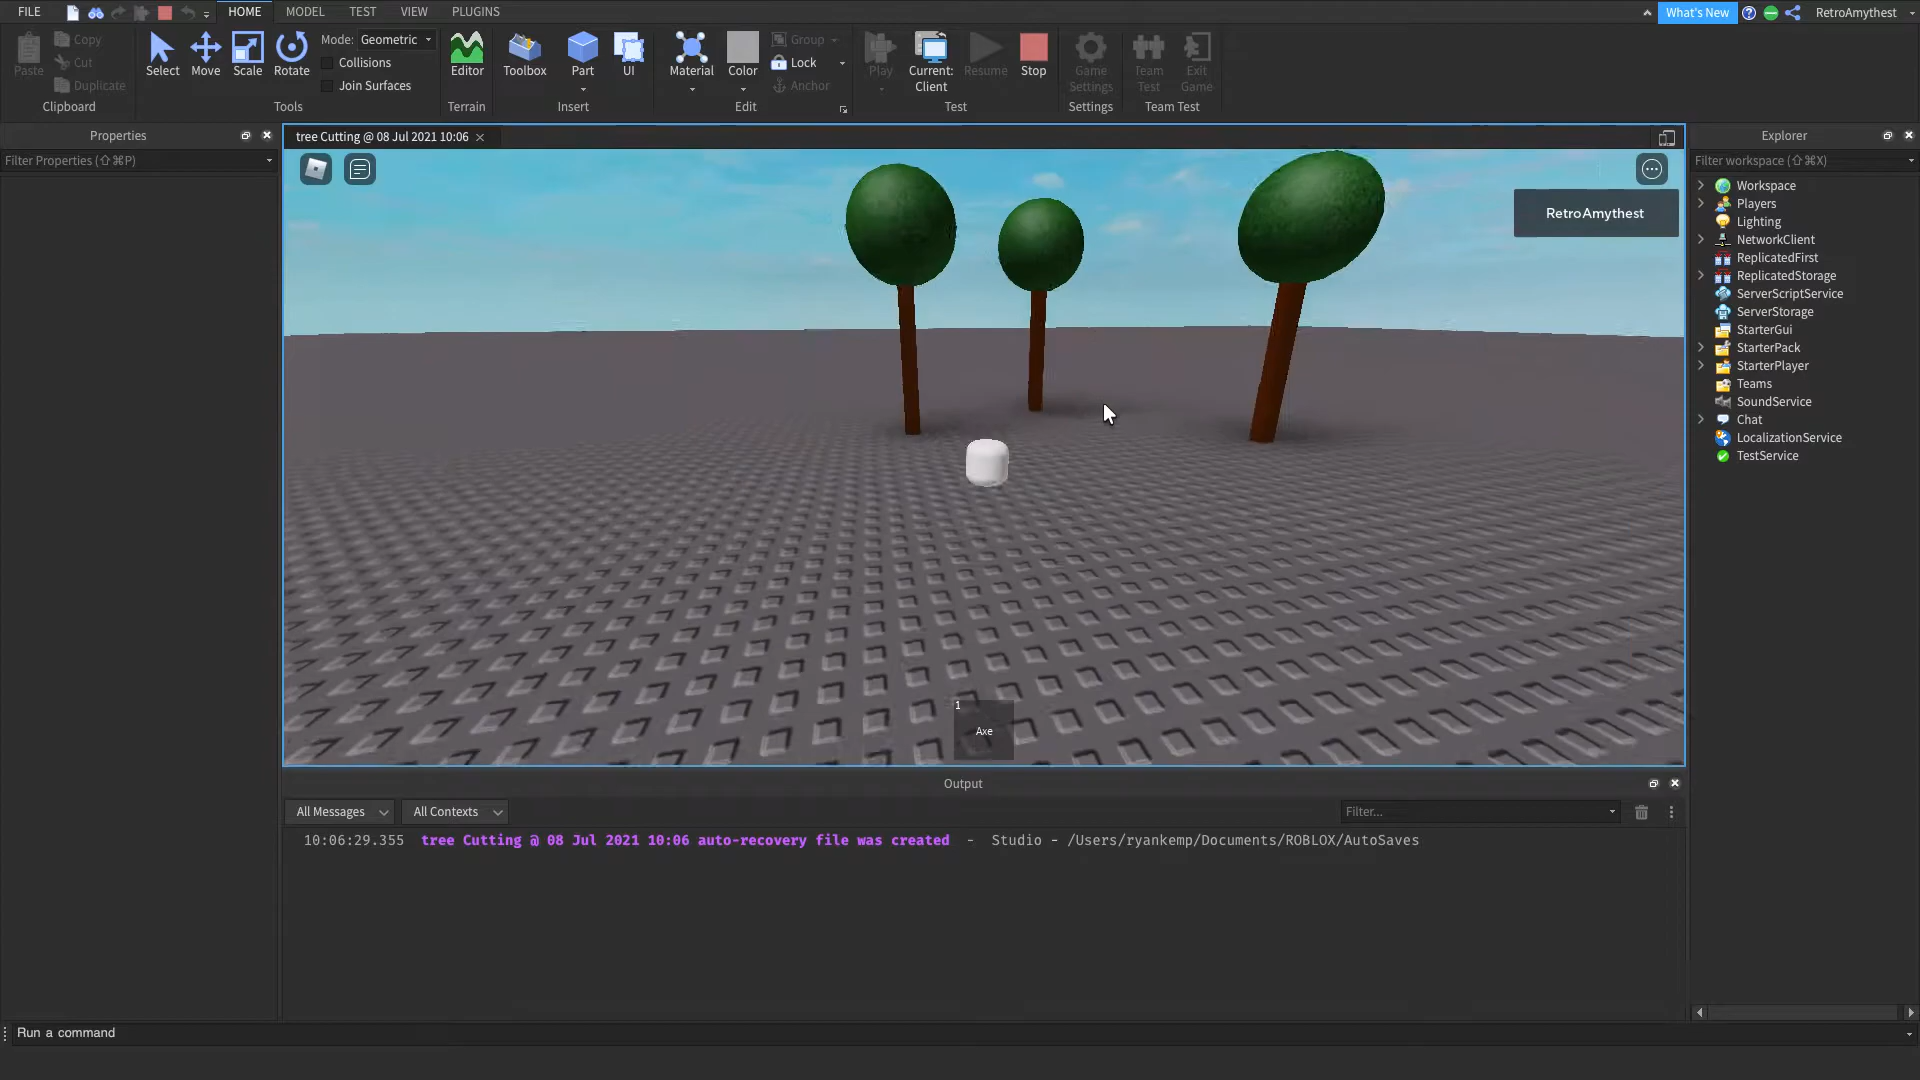 FILE
HOME
MODEL
TEST
VIEW
PLUGINS
What's New
RetroAmythest
Paste
Copy
Cut
Duplicate
Clipboard
Select
Move
Scale
Rotate
Mode: Geometric
Collisions
Join Surfaces
Tools
Editor
Terrain
Toolbox
Part
UI
Insert
Material
Color
Group
Lock
Anchor
Edit
Play
Current:
Client
Resume
Stop
Test
Game
Settings
Settings
Team
Test
Exit
Game
Team Test
Properties
Filter Properties (⇧⌘P)
tree Cutting @ 08 Jul 2021 10:06
RetroAmythest
1
Axe
Explorer
Filter workspace (⇧⌘X)
Workspace
Players
Lighting
NetworkClient
ReplicatedFirst
ReplicatedStorage
ServerScriptService
ServerStorage
StarterGui
StarterPack
StarterPlayer
Teams
SoundService
Chat
LocalizationService
TestService
Output
All Messages
All Contexts
Filter...
10:06:29.355 tree Cutting @ 08 Jul 2021 10:06 auto-recovery file was created - Studio - /Users/ryankemp/Documents/ROBLOX/AutoSaves
Run a command